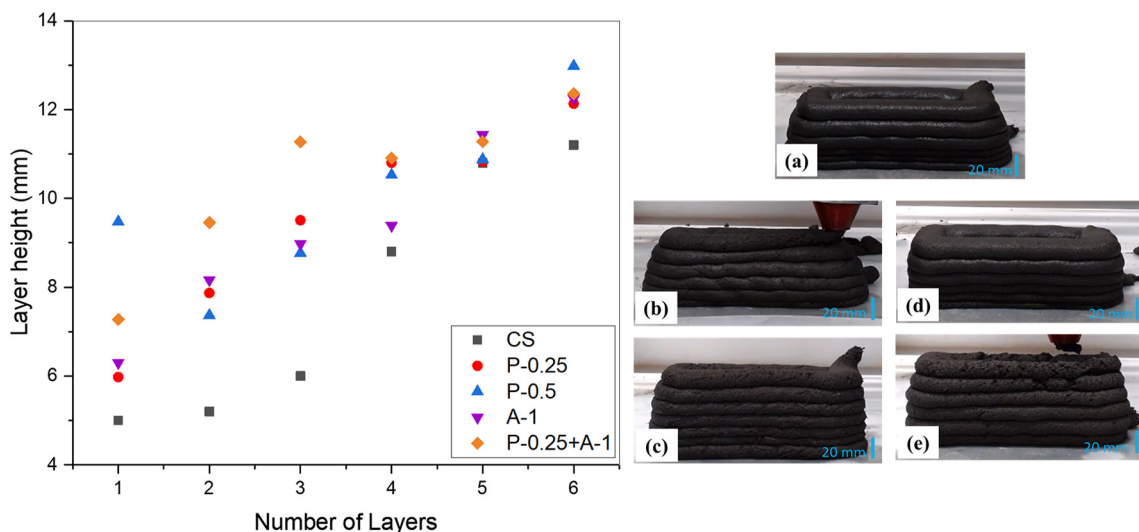 14
12
10
8
6
4
Layer height (mm)
1 2 3 4 5 6
Number of Layers
CS
P-0.25
P-0.5
A-1
P-0.25+A-1
(a)
20 mm
(b)
20 mm
(d)
20 mm
(c)
20 mm
(e)
20 mm